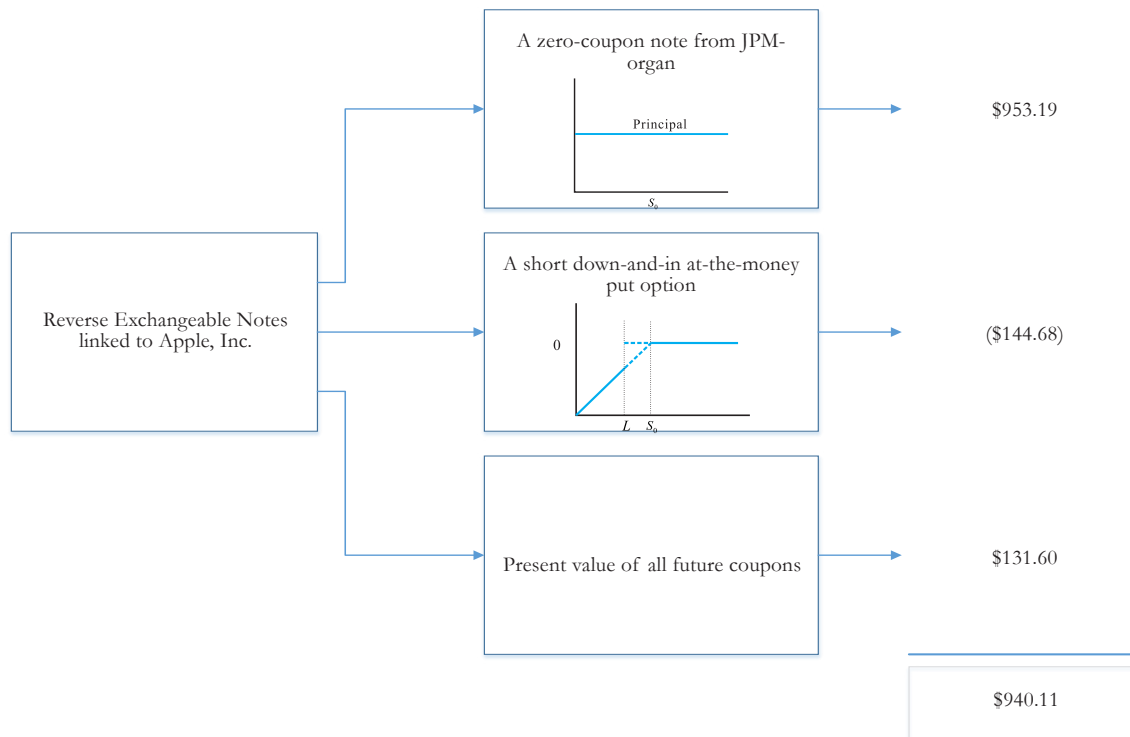 A zero-coupon note from JPM-
organ
Principal
S₀
$953.19
Reverse Exchangeable Notes
linked to Apple, Inc.
A short down-and-in at-the-money
put option
0
L S₀
($144.68)
Present value of all future coupons
$131.60
$940.11